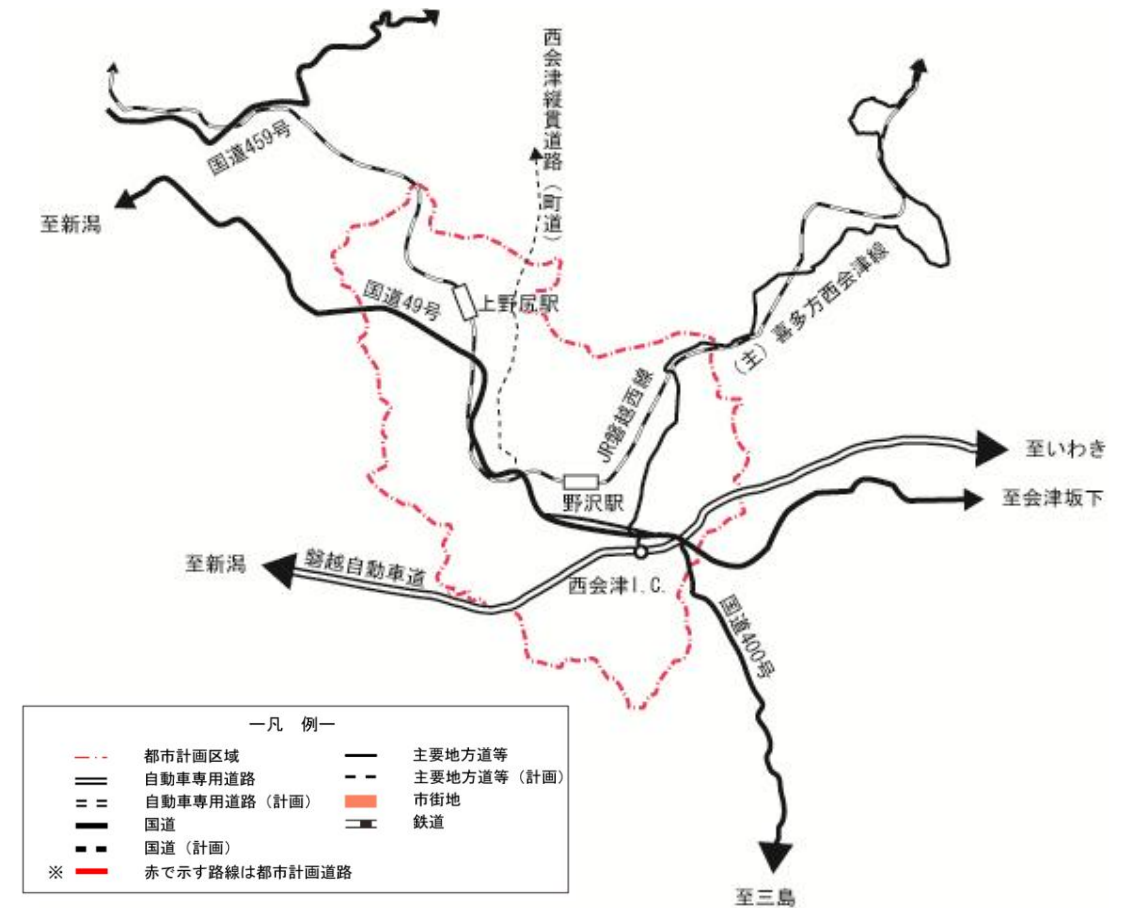 西会津縦貫道路（町道）
国道459号
至新潟
国道49号
上野尻駅
（主）喜多方西会津線
JR磐越西線
至いわき
野沢駅
至会津坂下
至新潟
磐越自動車道
西会津I.C.
国道400号
至三島
ー凡 例ー
都市計画区域
自動車専用道路
自動車専用道路（計画）
国道
国道（計画）
※ 赤で示す路線は都市計画道路
主要地方道等
主要地方道等（計画）
市街地
鉄道